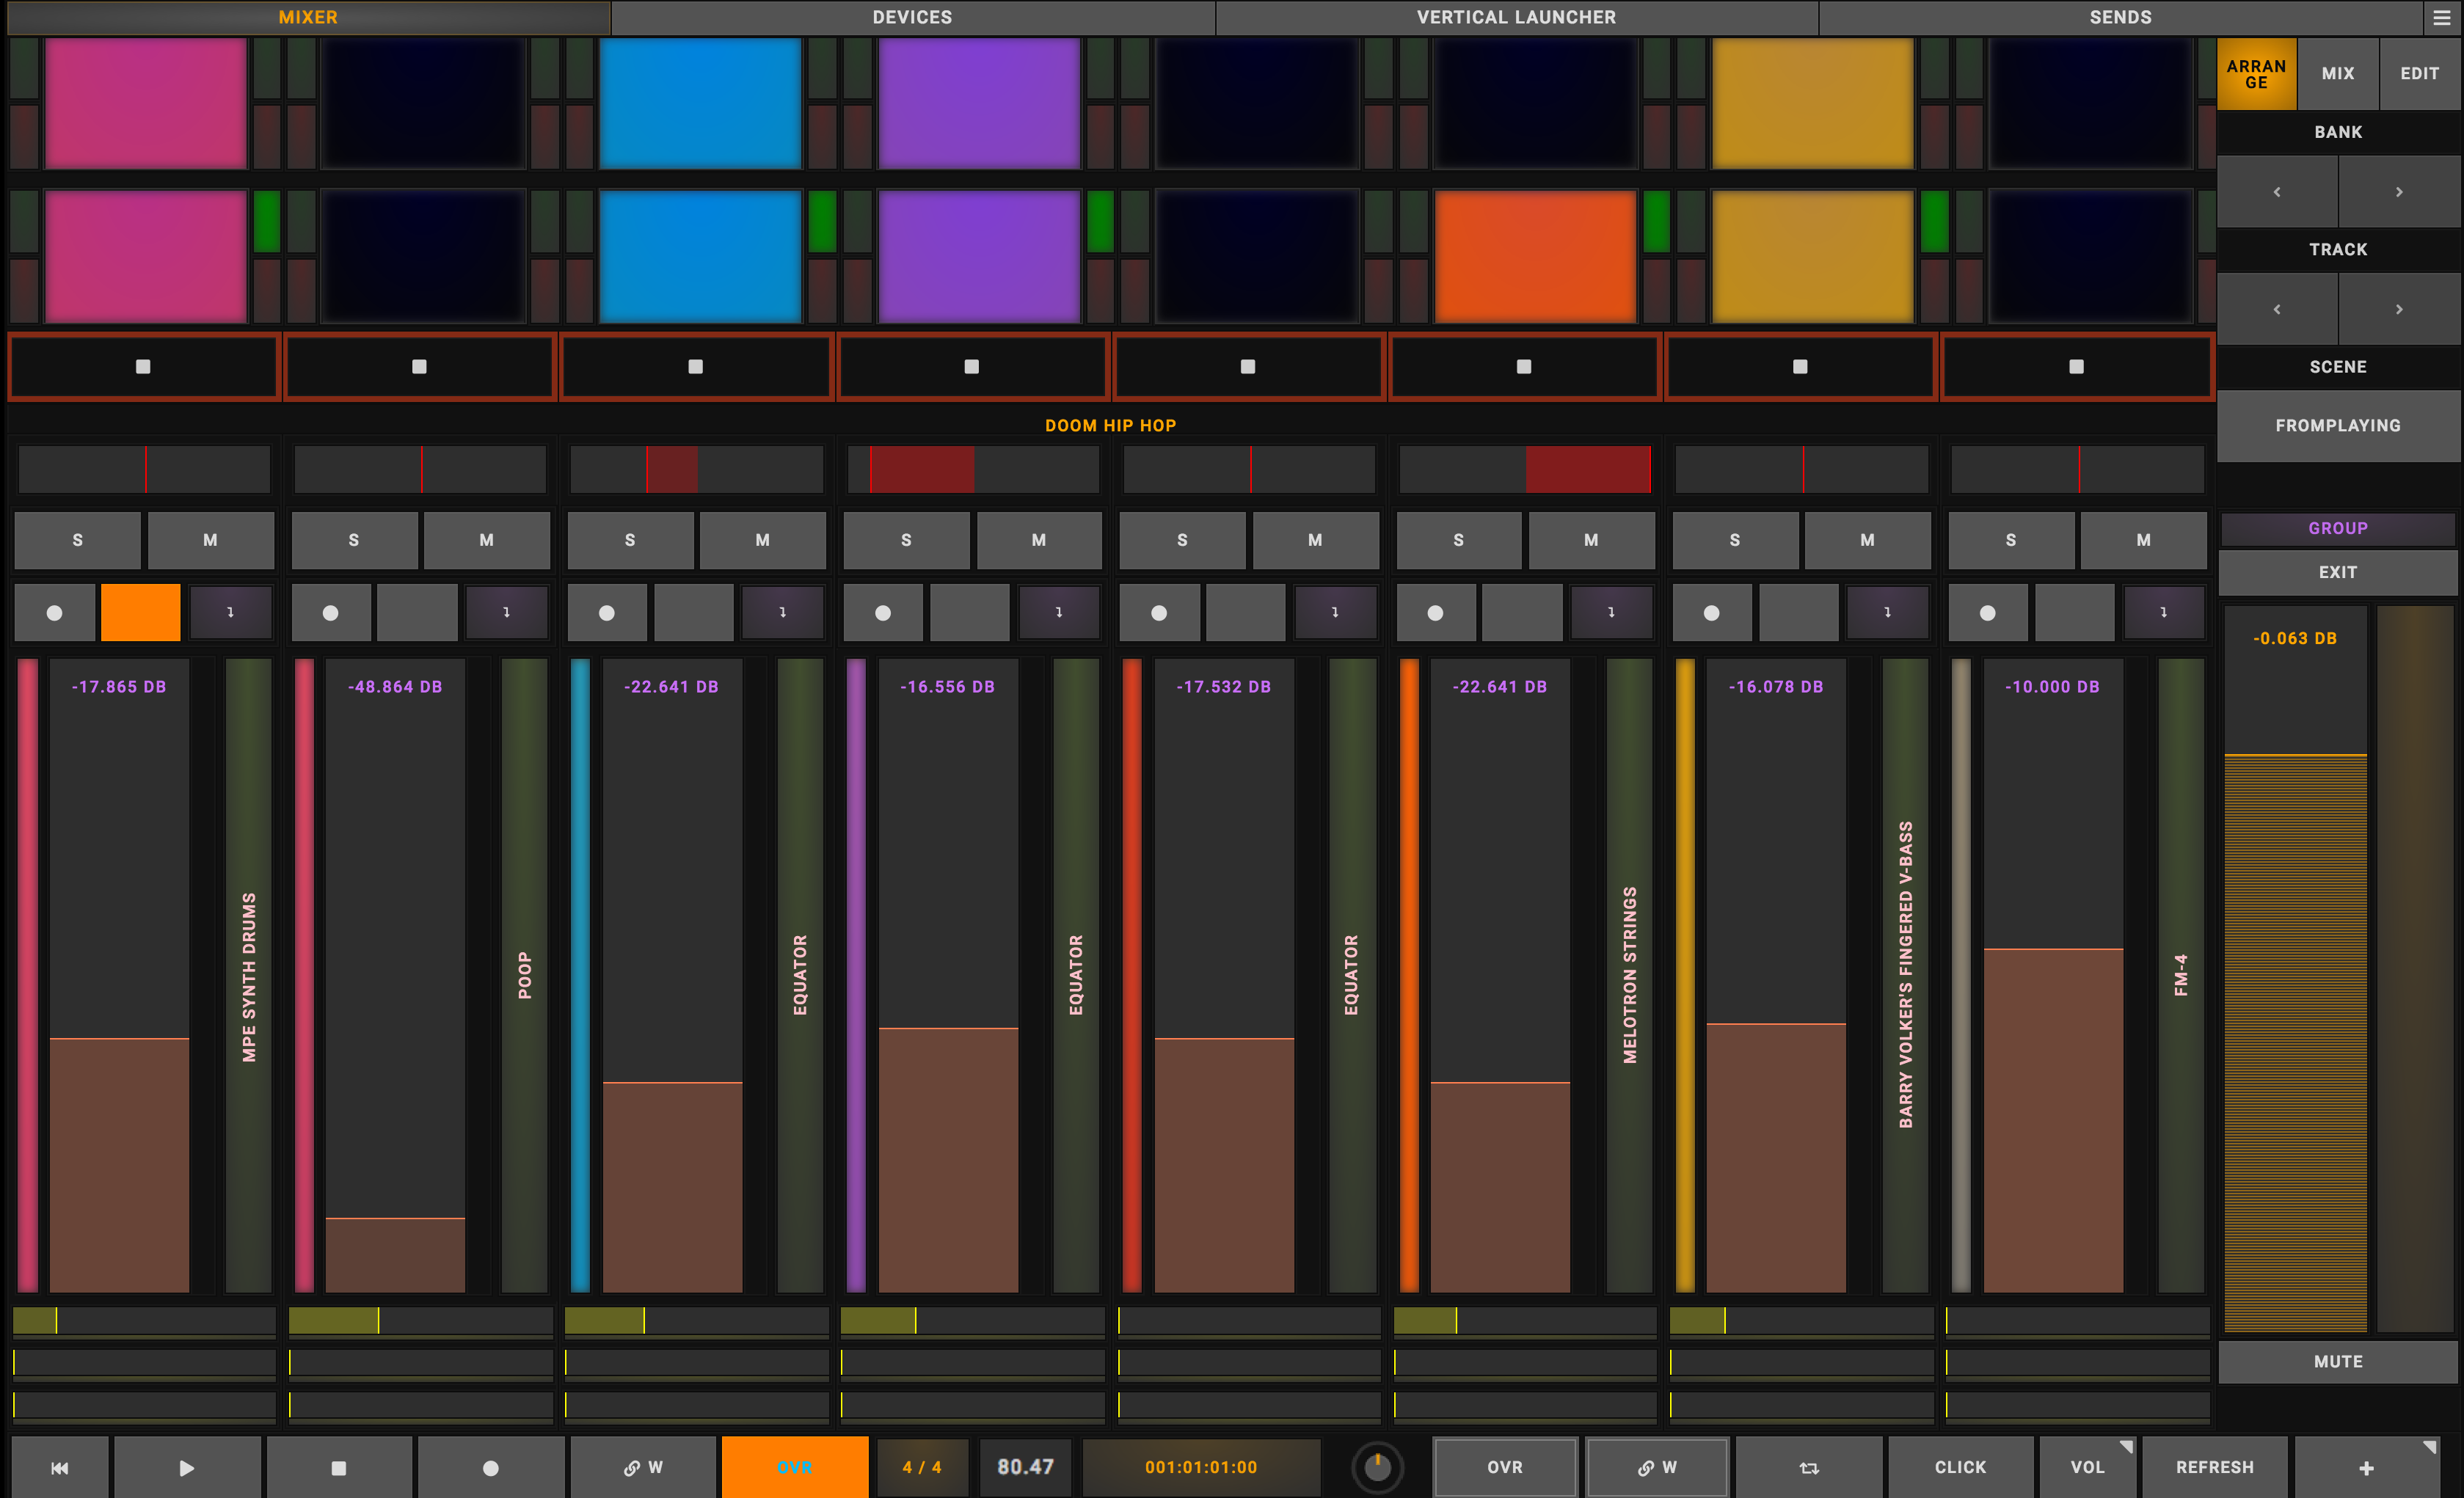 MIXER
DEVICES
VERTICAL LAUNCHER
SENDS
ARRAN
GE
MIX
EDIT
BANK
TRACK
SCENE
FROMPLAYING
DOOM HIP HOP
S M S M S M S M S M S M S M S M
GROUP
EXIT
-0.063 DB
-17.865 DB
-48.864 DB
-22.641 DB
-16.556 DB
-17.532 DB
-22.641 DB
-16.078 DB
-10.000 DB
MPE SYNTH DRUMS
POOP
EQUATOR
EQUATOR
EQUATOR
MELOTRON STRINGS
BARRY VOLKER'S FINGERED V-BASS
FM-4
MUTE
W
OVR
4 / 4
80.47
001:01:01:00
OVR
W
CLICK
VOL
REFRESH
+